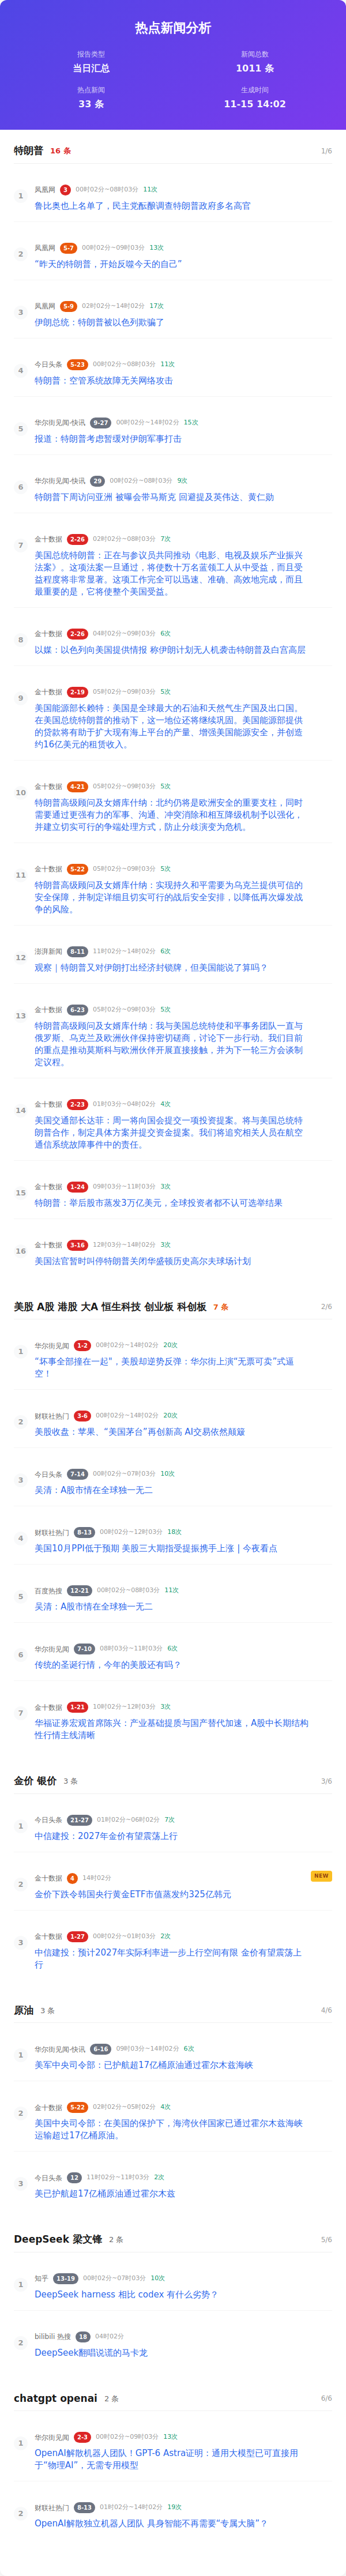 热点新闻分析
报告类型
当日汇总
新闻总数
1011 条
热点新闻
33 条
生成时间
11-15 14:02
特朗普 16 条 1/6
1
凤凰网 3 00时02分~08时03分 11次
鲁比奥也上名单了，民主党酝酿调查特朗普政府多名高官
2
凤凰网 5-7 00时02分~09时03分 13次
“昨天的特朗普，开始反噬今天的自己”
3
凤凰网 5-9 02时02分~14时02分 17次
伊朗总统：特朗普被以色列欺骗了
4
今日头条 5-23 00时02分~08时03分 11次
特朗普：空管系统故障无关网络攻击
5
华尔街见闻-快讯 9-27 00时02分~14时02分 15次
报道：特朗普考虑暂缓对伊朗军事打击
6
华尔街见闻-快讯 29 00时02分~08时03分 9次
特朗普下周访问亚洲 被曝会带马斯克 回避提及英伟达、黄仁勋
7
金十数据 2-26 02时02分~08时03分 7次
美国总统特朗普：正在与参议员共同推动《电影、电视及娱乐产业振兴
法案》。这项法案一旦通过，将使数十万名蓝领工人从中受益，而且受
益程度将非常显著。这项工作完全可以迅速、准确、高效地完成，而且
最重要的是，它将使整个美国受益。
8
金十数据 2-26 04时02分~09时03分 6次
以媒：以色列向美国提供情报 称伊朗计划无人机袭击特朗普及白宫高层
9
金十数据 2-19 05时02分~09时03分 5次
美国能源部长赖特：美国是全球最大的石油和天然气生产国及出口国。
在美国总统特朗普的推动下，这一地位还将继续巩固。美国能源部提供
的贷款将有助于扩大现有海上平台的产量、增强美国能源安全，并创造
约16亿美元的租赁收入。
10
金十数据 4-21 05时02分~09时03分 5次
特朗普高级顾问及女婿库什纳：北约仍将是欧洲安全的重要支柱，同时
需要通过更强有力的军事、沟通、冲突消除和相互降级机制予以强化，
并建立切实可行的争端处理方式，防止分歧演变为危机。
11
金十数据 5-22 05时02分~09时03分 5次
特朗普高级顾问及女婿库什纳：实现持久和平需要为乌克兰提供可信的
安全保障，并制定详细且切实可行的战后安全安排，以降低再次爆发战
争的风险。
12
澎湃新闻 8-11 11时02分~14时02分 6次
观察｜特朗普又对伊朗打出经济封锁牌，但美国能说了算吗？
13
金十数据 6-23 05时02分~09时03分 5次
特朗普高级顾问及女婿库什纳：我与美国总统特使和平事务团队一直与
俄罗斯、乌克兰及欧洲伙伴保持密切磋商，讨论下一步行动。我们目前
的重点是推动莫斯科与欧洲伙伴开展直接接触，并为下一轮三方会谈制
定议程。
14
金十数据 2-23 01时03分~04时02分 4次
美国交通部长达菲：周一将向国会提交一项投资提案。将与美国总统特
朗普合作，制定具体方案并提交资金提案。我们将追究相关人员在航空
通信系统故障事件中的责任。
15
金十数据 1-24 09时03分~11时03分 3次
特朗普：举后股市蒸发3万亿美元，全球投资者都不认可选举结果
16
金十数据 3-16 12时03分~14时02分 3次
美国法官暂时叫停特朗普关闭华盛顿历史高尔夫球场计划
美股 A股 港股 大A 恒生科技 创业板 科创板 7 条 2/6
1
华尔街见闻 1-2 00时02分~14时02分 20次
“坏事全部撞在一起”，美股却逆势反弹：华尔街上演“无票可卖”式逼
空！
2
财联社热门 3-6 00时02分~14时02分 20次
美股收盘：苹果、“美国茅台”再创新高 AI交易依然颠簸
3
今日头条 7-14 00时02分~07时03分 10次
吴清：A股市情在全球独一无二
4
财联社热门 8-13 00时02分~12时03分 18次
美国10月PPI低于预期 美股三大期指受提振携手上涨 | 今夜看点
5
百度热搜 12-21 00时02分~08时03分 11次
吴清：A股市情在全球独一无二
6
华尔街见闻 7-10 08时03分~11时03分 6次
传统的圣诞行情，今年的美股还有吗？
7
金十数据 1-21 10时02分~12时03分 3次
华福证券宏观首席陈兴：产业基础提质与国产替代加速，A股中长期结构
性行情主线清晰
金价 银价 3 条 3/6
1
今日头条 21-27 01时02分~06时02分 7次
中信建投：2027年金价有望震荡上行
2
金十数据 4 14时02分 NEW
金价下跌令韩国央行黄金ETF市值蒸发约325亿韩元
3
金十数据 1-27 00时02分~01时03分 2次
中信建投：预计2027年实际利率进一步上行空间有限 金价有望震荡上
行
原油 3 条 4/6
1
华尔街见闻-快讯 6-16 09时03分~14时02分 6次
美军中央司令部：已护航超17亿桶原油通过霍尔木兹海峡
2
金十数据 5-22 02时02分~05时02分 4次
美国中央司令部：在美国的保护下，海湾伙伴国家已通过霍尔木兹海峡
运输超过17亿桶原油。
3
今日头条 12 11时02分~11时03分 2次
美已护航超17亿桶原油通过霍尔木兹
DeepSeek 梁文锋 2 条 5/6
1
知乎 13-19 00时02分~07时03分 10次
DeepSeek harness 相比 codex 有什么劣势？
2
bilibili 热搜 18 04时02分
DeepSeek翻唱说谎的马卡龙
chatgpt openai 2 条 6/6
1
华尔街见闻 2-3 00时02分~09时03分 13次
OpenAI解散机器人团队！GPT-6 Astra证明：通用大模型已可直接用
于“物理AI”，无需专用模型
2
财联社热门 8-13 01时02分~14时02分 19次
OpenAI解散独立机器人团队 具身智能不再需要“专属大脑”？